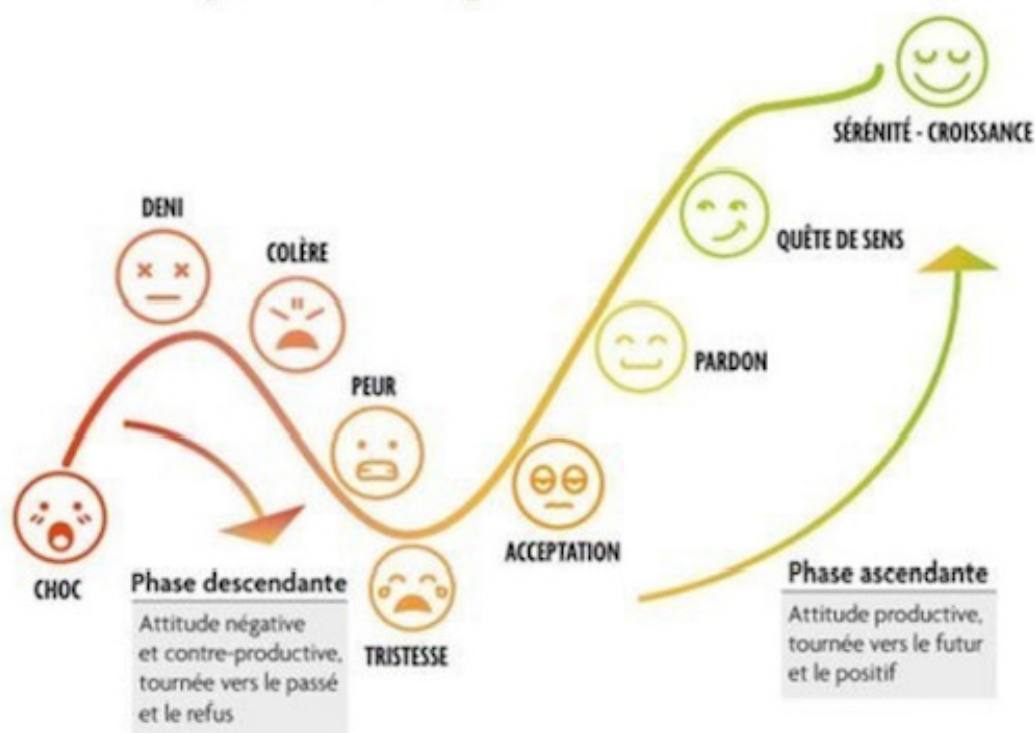 SÉRÉNITÉ - CROISSANCE
DENI
COLÈRE
QUÊTE DE SENS
PEUR
PARDON
ACCEPTATION
CHOC
Phase descendante
Attitude négative
et contre-productive,
tournée vers le passé
et le refus
TRISTESSE
Phase ascendante
Attitude productive,
tournée vers le futur
et le positif